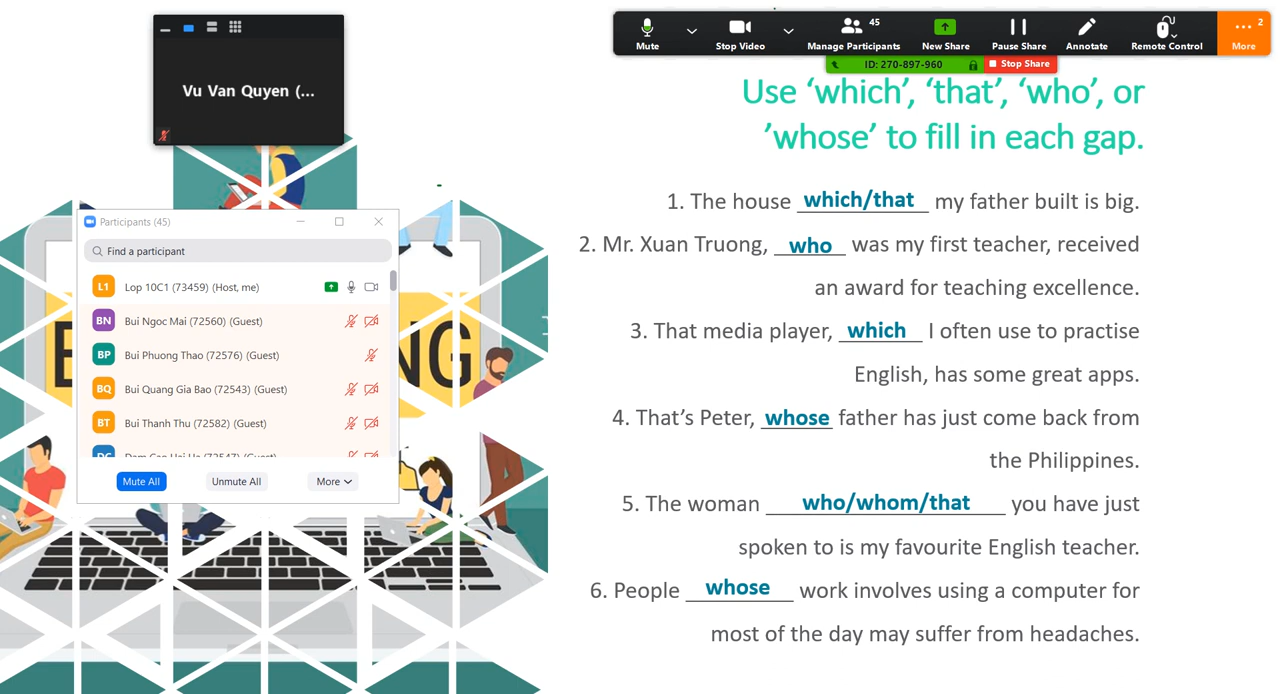 Vu Van Quyen (...
Mute
Stop Video
45
Manage Participants
New Share
Pause Share
Annotate
Remote Control
2
More
ID: 270-897-960
Stop Share
Participants (45)
Find a participant
L1 Lop 10C1 (73459) (Host, me)
BN Bui Ngoc Mai (72560) (Guest)
BP Bui Phuong Thao (72576) (Guest)
BQ Bui Quang Gia Bao (72543) (Guest)
BT Bui Thanh Thu (72582) (Guest)
Mute All Unmute All More
Use ‘which’, ‘that’, ‘who’, or
’whose’ to fill in each gap.
1. The house which/that my father built is big.
2. Mr. Xuan Truong, who was my first teacher, received
an award for teaching excellence.
3. That media player, which I often use to practise
English, has some great apps.
4. That’s Peter, whose father has just come back from
the Philippines.
5. The woman who/whom/that you have just
spoken to is my favourite English teacher.
6. People whose work involves using a computer for
most of the day may suffer from headaches.